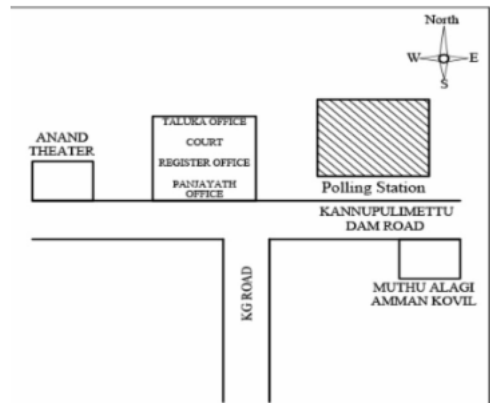 North
W
E
S
ANAND
THEATER
TALUKA OFFICE
COURT
REGISTER OFFICE
PANJAYATH
OFFICE
Polling Station
KANNUPULIMETTU
DAM ROAD
KG ROAD
MUTHU ALAGI
AMMAN KOVIL